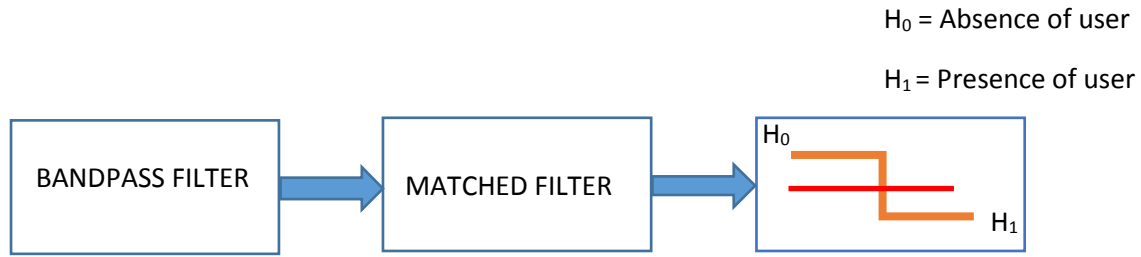 H₀ = Absence of user
H₁ = Presence of user
BANDPASS FILTER
MATCHED FILTER
H₀
H₁